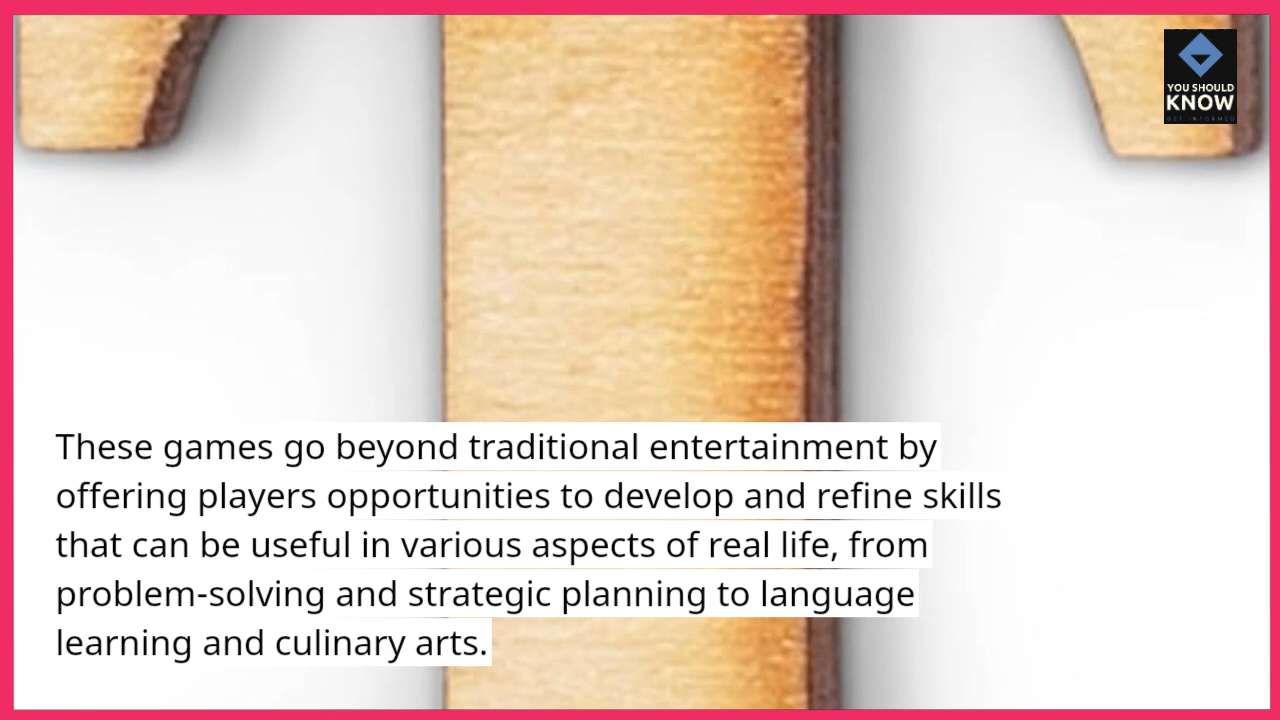 YOU SHOULD
KNOW
GET INFORMED
These games go beyond traditional entertainment by
offering players opportunities to develop and refine skills
that can be useful in various aspects of real life, from
problem-solving and strategic planning to language
learning and culinary arts.